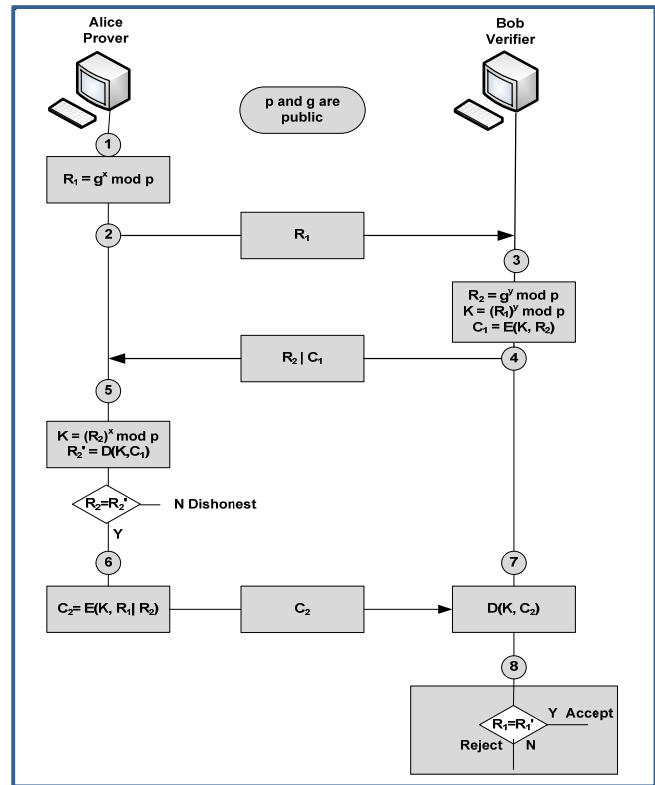 Alice
Prover
Bob
Verifier
p and g are
public
1
R₁ = gˣ mod p
2
R₁
3
R₂ = gʸ mod p
K = (R₁)ʸ mod p
C₁ = E(K, R₂)
R₂ | C₁
4
5
K = (R₂)ˣ mod p
R₂' = D(K,C₁)
R₂=R₂'
N Dishonest
Y
6
7
C₂= E(K, R₁| R₂)
C₂
D(K, C₂)
8
R₁=R₁'
Y Accept
Reject
N